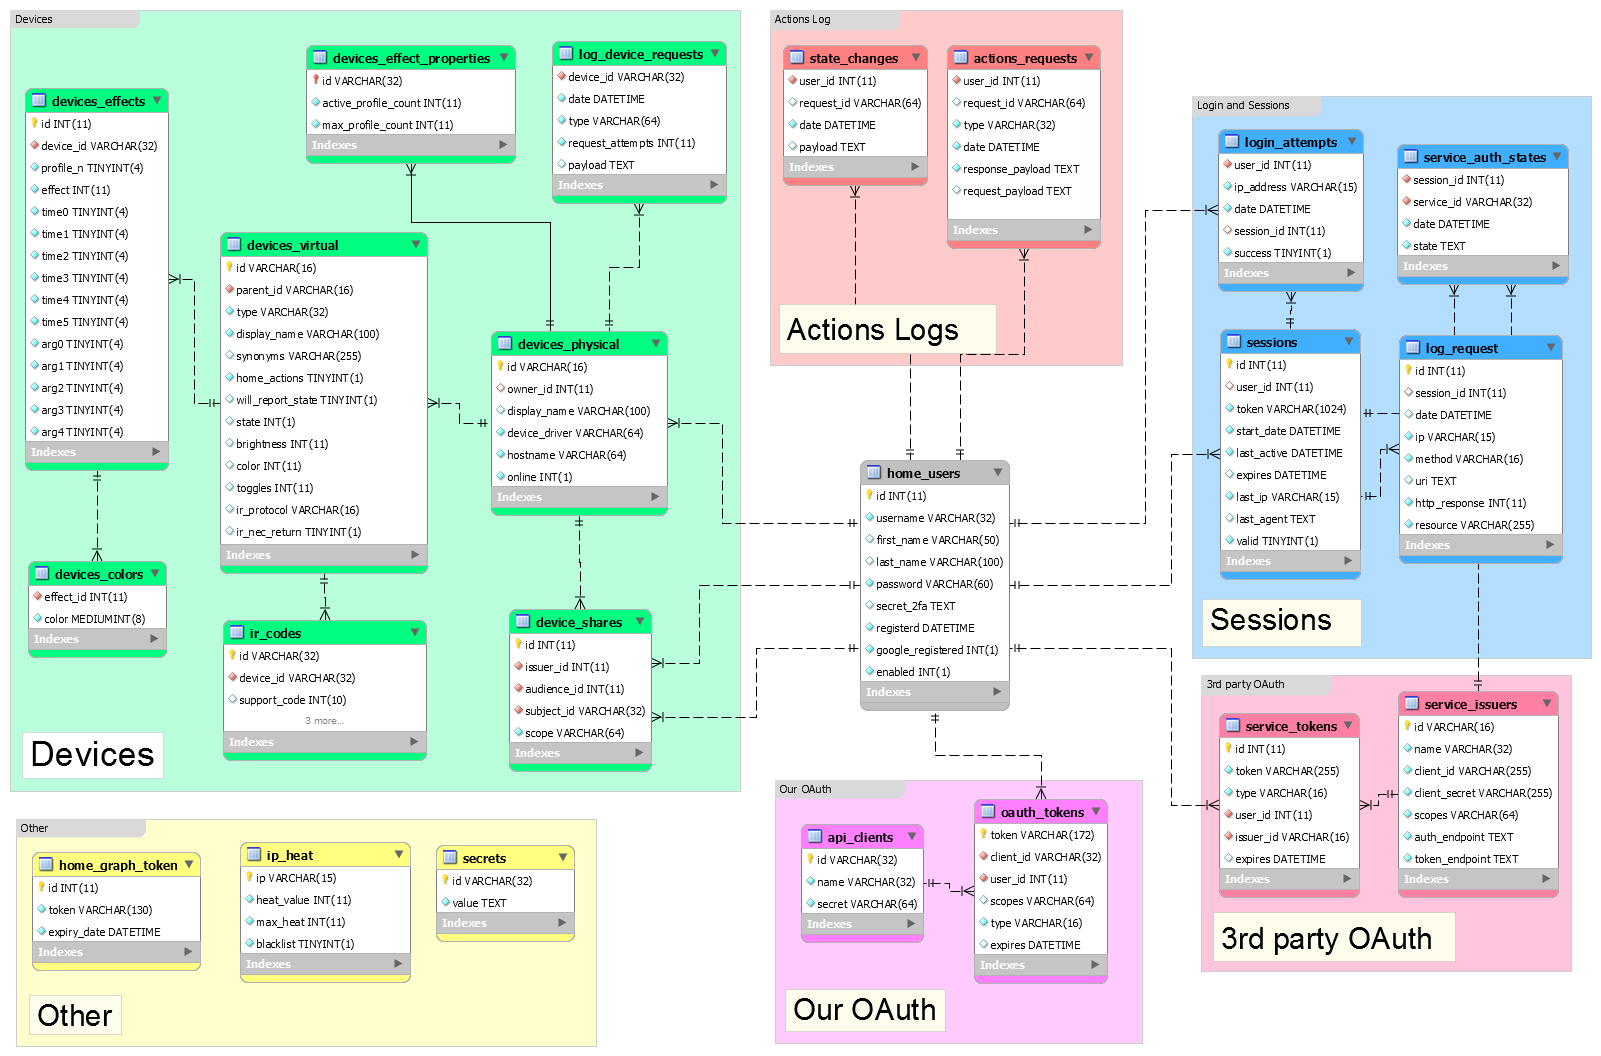 Devices
devices_effects
id INT(11)
device_id VARCHAR(32)
profile_n TINYINT(4)
effect INT(11)
time0 TINYINT(4)
time1 TINYINT(4)
time2 TINYINT(4)
time3 TINYINT(4)
time4 TINYINT(4)
time5 TINYINT(4)
arg0 TINYINT(4)
arg1 TINYINT(4)
arg2 TINYINT(4)
arg3 TINYINT(4)
arg4 TINYINT(4)
Indexes
devices_effect_properties
id VARCHAR(32)
active_profile_count INT(11)
max_profile_count INT(11)
Indexes
log_device_requests
device_id VARCHAR(32)
date DATETIME
type VARCHAR(64)
request_attempts INT(11)
payload TEXT
Indexes
devices_virtual
id VARCHAR(16)
parent_id VARCHAR(16)
type VARCHAR(32)
display_name VARCHAR(100)
synonyms VARCHAR(255)
home_actions TINYINT(1)
will_report_state TINYINT(1)
state INT(1)
brightness INT(11)
color INT(11)
toggles INT(11)
ir_protocol VARCHAR(16)
ir_nec_return TINYINT(1)
Indexes
devices_physical
id VARCHAR(16)
owner_id INT(11)
display_name VARCHAR(100)
device_driver VARCHAR(64)
hostname VARCHAR(64)
online INT(1)
Indexes
devices_colors
effect_id INT(11)
color MEDIUMINT(8)
Indexes
ir_codes
id VARCHAR(32)
device_id VARCHAR(32)
support_code INT(10)
3 more...
Indexes
device_shares
id INT(11)
issuer_id INT(11)
audience_id INT(11)
subject_id VARCHAR(32)
scope VARCHAR(64)
Indexes
Devices
Actions Log
state_changes
user_id INT(11)
request_id VARCHAR(64)
date DATETIME
payload TEXT
Indexes
actions_requests
user_id INT(11)
request_id VARCHAR(64)
type VARCHAR(32)
date DATETIME
response_payload TEXT
request_payload TEXT
Indexes
Actions Logs
home_users
id INT(11)
username VARCHAR(32)
first_name VARCHAR(50)
last_name VARCHAR(100)
password VARCHAR(60)
secret_2fa TEXT
registerd DATETIME
google_registered INT(1)
enabled INT(1)
Indexes
Login and Sessions
login_attempts
user_id INT(11)
ip_address VARCHAR(15)
date DATETIME
session_id INT(11)
success TINYINT(1)
Indexes
service_auth_states
session_id INT(11)
service_id VARCHAR(32)
date DATETIME
state TEXT
Indexes
sessions
id INT(11)
user_id INT(11)
token VARCHAR(1024)
start_date DATETIME
last_active DATETIME
expires DATETIME
last_ip VARCHAR(15)
last_agent TEXT
valid TINYINT(1)
Indexes
log_request
id INT(11)
session_id INT(11)
date DATETIME
ip VARCHAR(15)
method VARCHAR(16)
uri TEXT
http_response INT(11)
resource VARCHAR(255)
Indexes
Sessions
3rd party OAuth
service_tokens
id INT(11)
token VARCHAR(255)
type VARCHAR(16)
user_id INT(11)
issuer_id VARCHAR(16)
expires DATETIME
Indexes
service_issuers
id VARCHAR(16)
name VARCHAR(32)
client_id VARCHAR(255)
client_secret VARCHAR(255)
scopes VARCHAR(64)
auth_endpoint TEXT
token_endpoint TEXT
Indexes
3rd party OAuth
Our OAuth
api_clients
id VARCHAR(32)
name VARCHAR(32)
secret VARCHAR(64)
Indexes
oauth_tokens
token VARCHAR(172)
client_id VARCHAR(32)
user_id INT(11)
scopes VARCHAR(64)
type VARCHAR(16)
expires DATETIME
Indexes
Our OAuth
Other
home_graph_token
id INT(11)
token VARCHAR(130)
expiry_date DATETIME
Indexes
ip_heat
ip VARCHAR(15)
heat_value INT(11)
max_heat INT(11)
blacklist TINYINT(1)
Indexes
secrets
id VARCHAR(32)
value TEXT
Indexes
Other